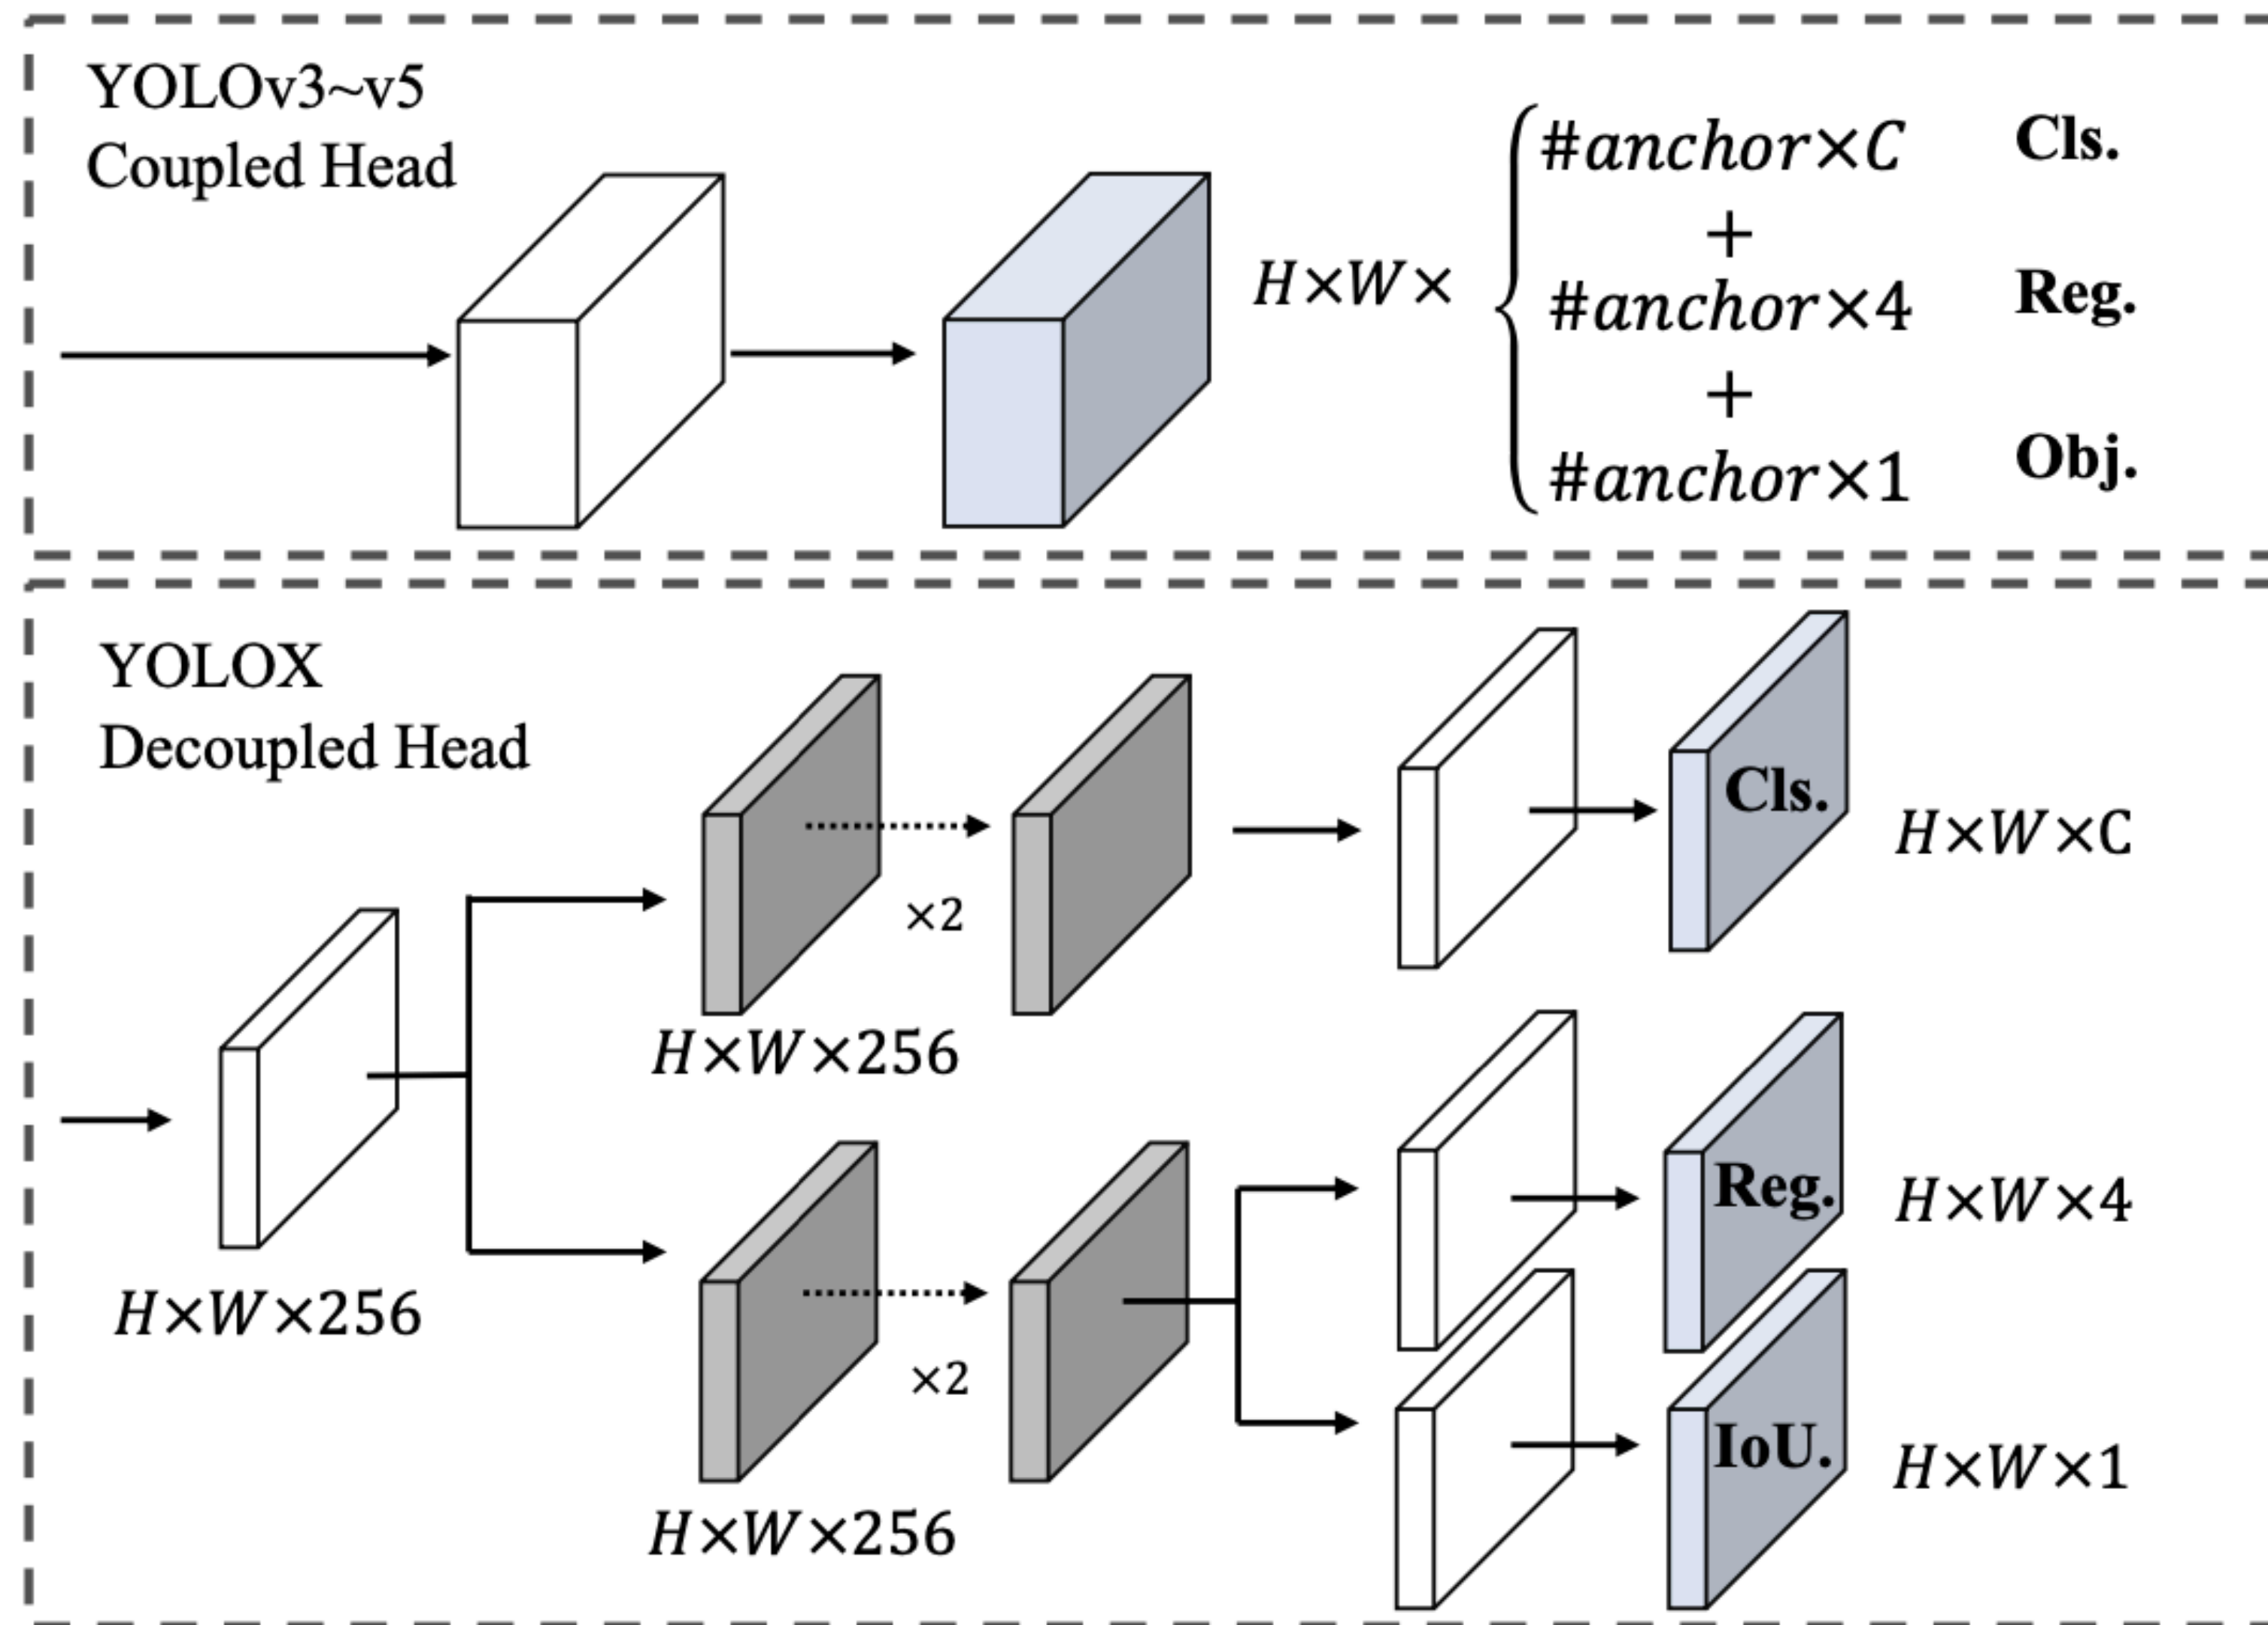 YOLOv3~v5
Coupled Head
H×W×
#anchor×C Cls.
+
#anchor×4 Reg.
+
#anchor×1 Obj.
YOLOX
Decoupled Head
Cls.
H×W×C
×2
H×W×256
Reg.
H×W×4
H×W×256
×2
IoU.
H×W×1
H×W×256